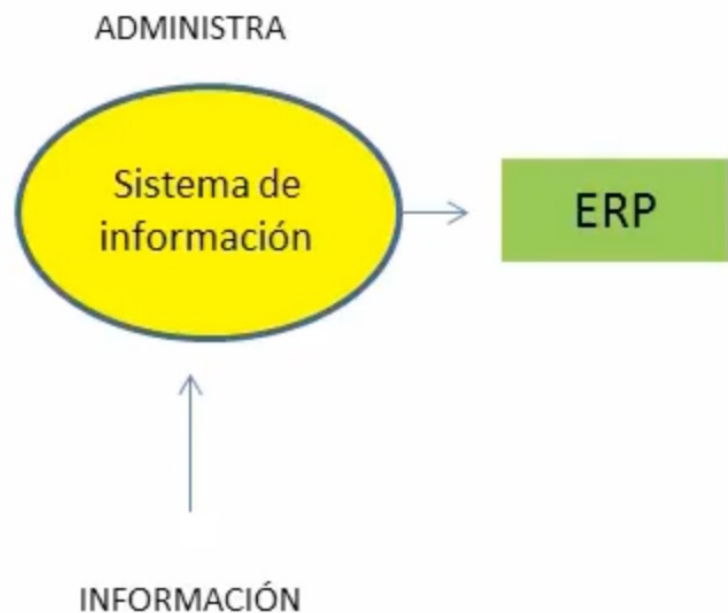 ADMINISTRA
Sistema de
información
ERP
INFORMACIÓN